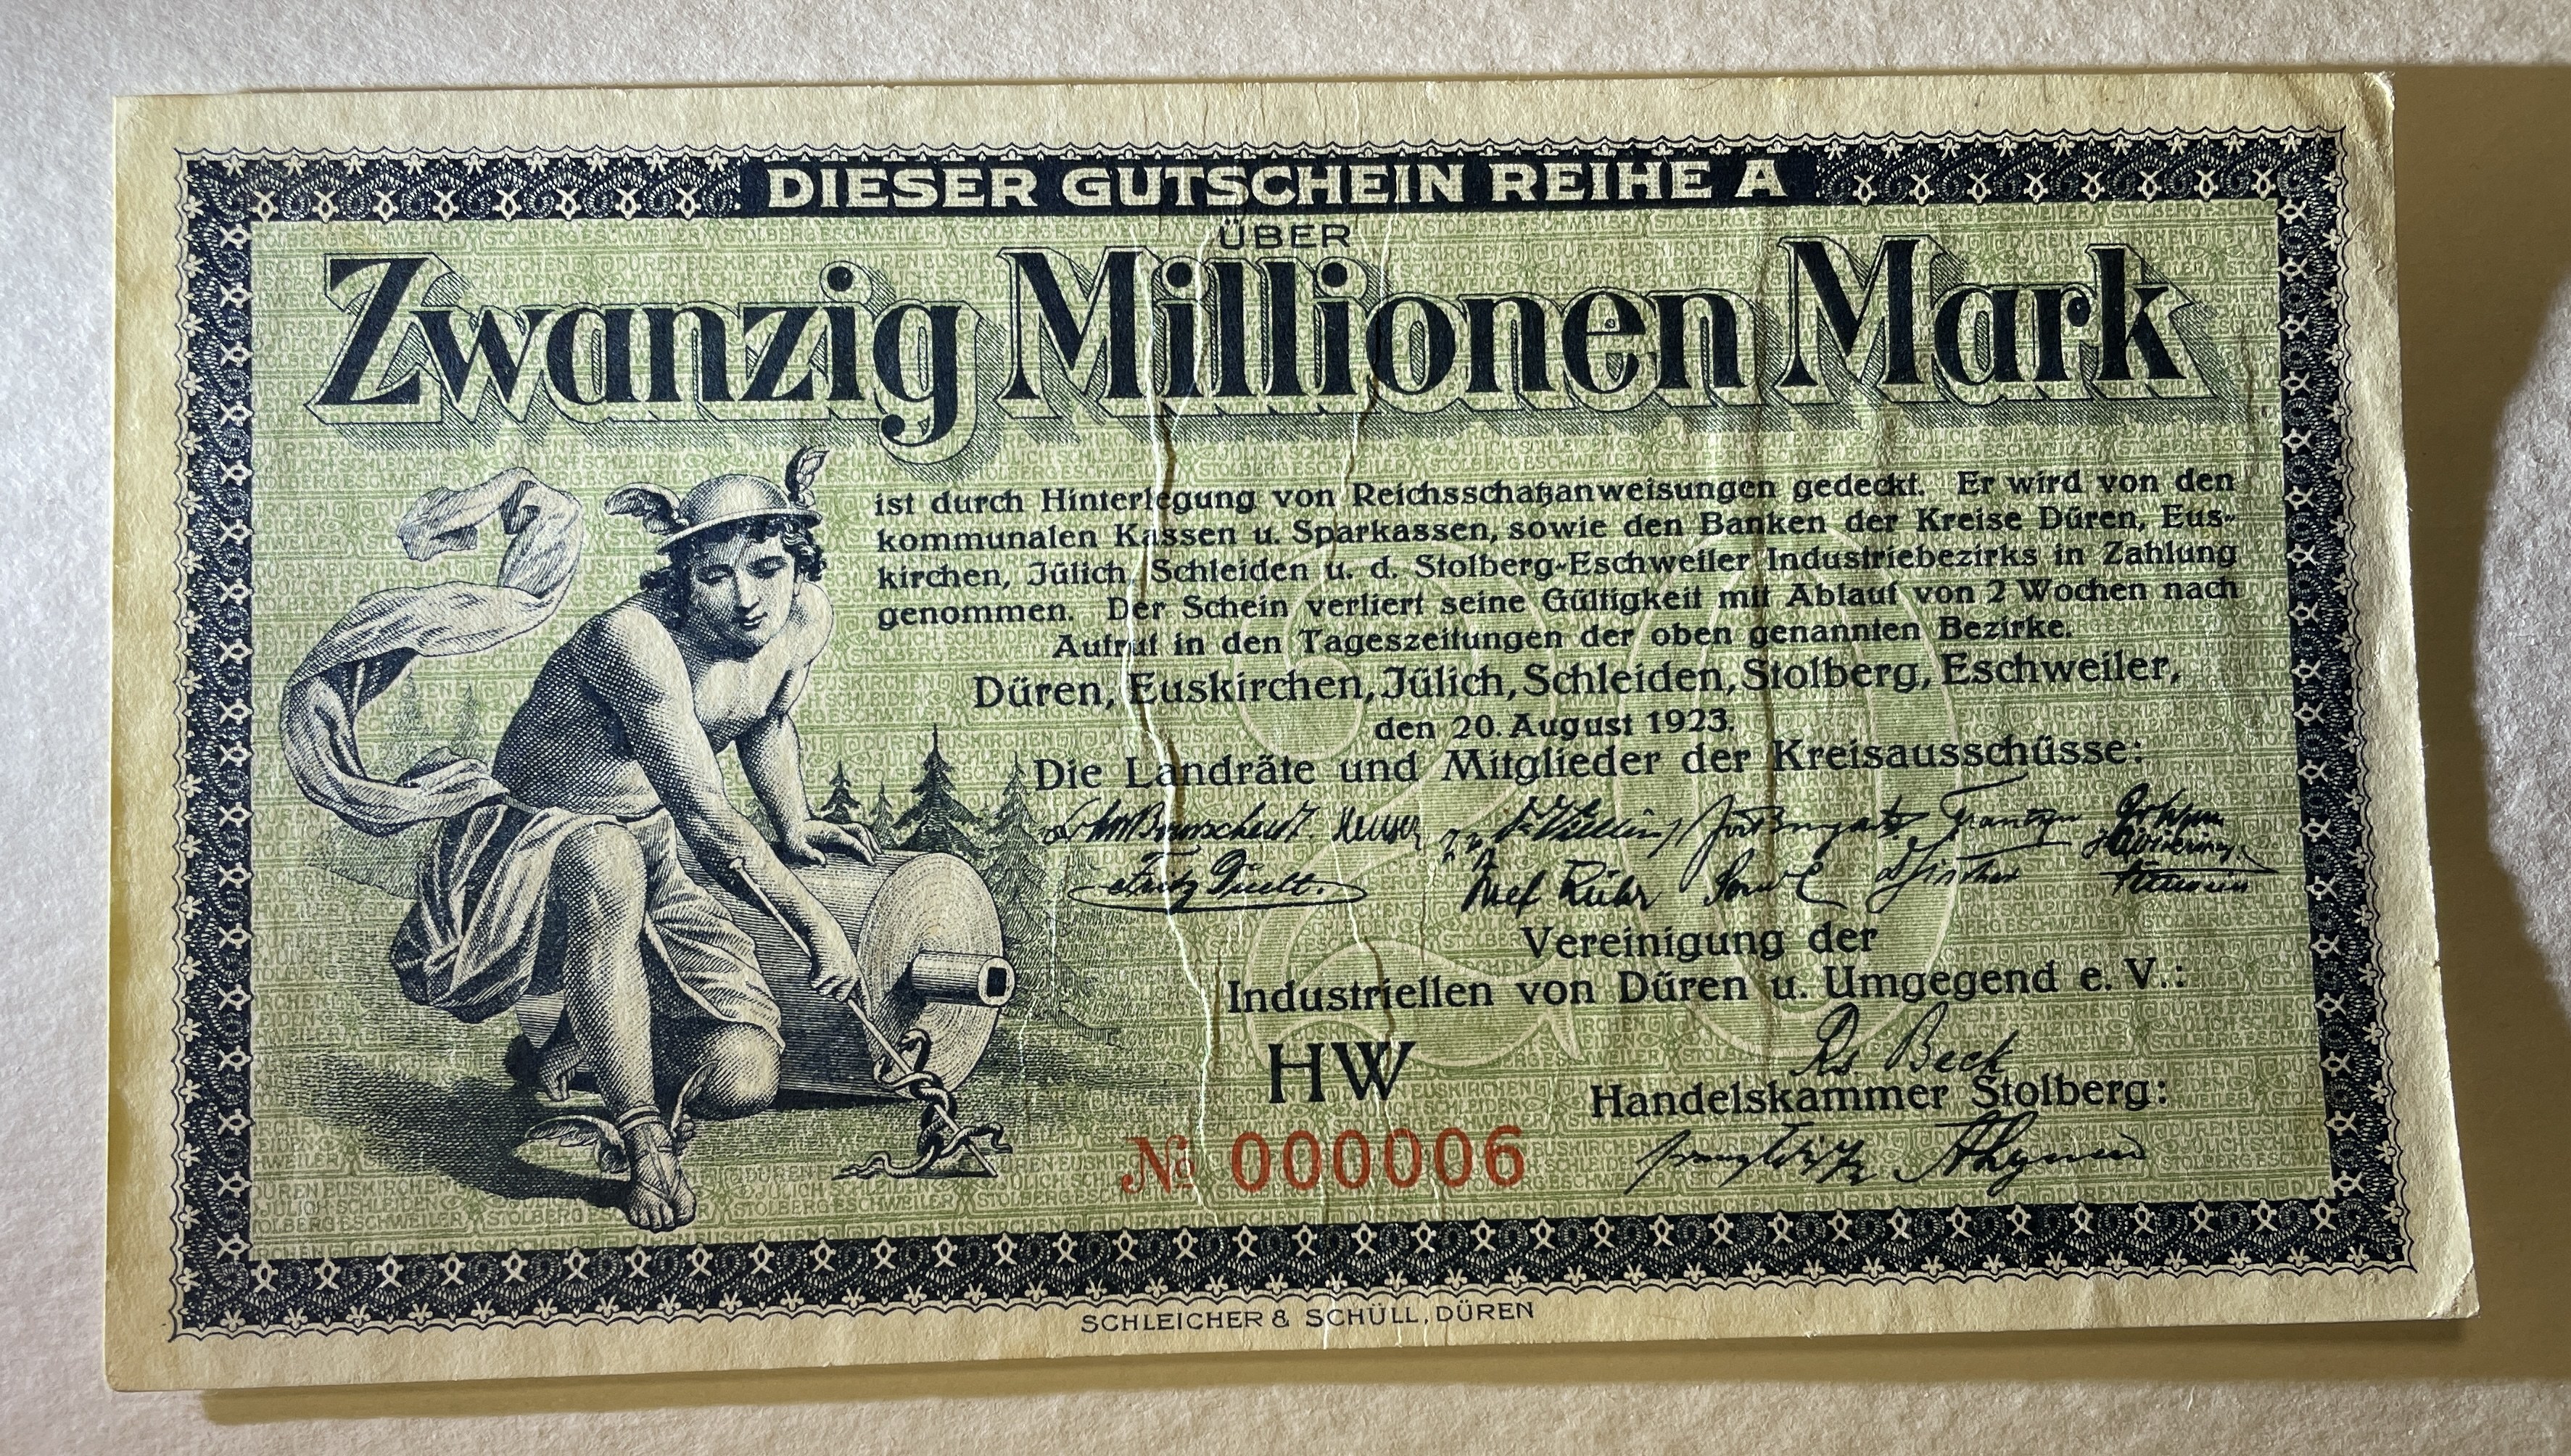 DIESER GUTSCHEIN REIHE A
ÜBER
Zwanzig Millionen Mark
ist durch Hinterlegung von Reichsschatzanweisungen gedeckt. Er wird von den
kommunalen Kassen u. Sparkassen, sowie den Banken der Kreise Düren, Eus-
kirchen, Jülich, Schleiden u. d. Stolberg-Eschweiler Industriebezirks in Zahlung
genommen. Der Schein verliert seine Gültigkeit mit Ablauf von 2 Wochen nach
Aufruf in den Tageszeitungen der oben genannten Bezirke.
Düren, Euskirchen, Jülich, Schleiden, Stolberg, Eschweiler,
den 20. August 1923.
Die Landräte und Mitglieder der Kreisausschüsse:
Heuser
Fritz
Vereinigung der
Industriellen von Düren u. Umgegend e. V.:
Beck
HW
Handelskammer Stolberg:
No 000006
SCHLEICHER & SCHÜLL, DÜREN